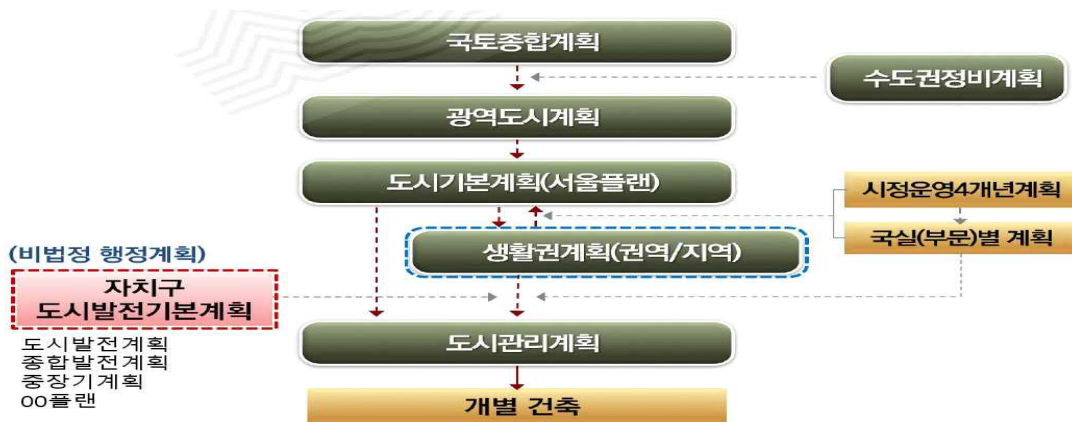 국토종합계획
수도권정비계획
광역도시계획
도시기본계획(서울플랜)
시정운영4개년계획
생활권계획(권역/지역)
국실(부문)별 계획
(비법정 행정계획)
자치구
도시발전기본계획
도시관리계획
도시발전계획
종합발전계획
중장기계획
OO플랜
개별 건축